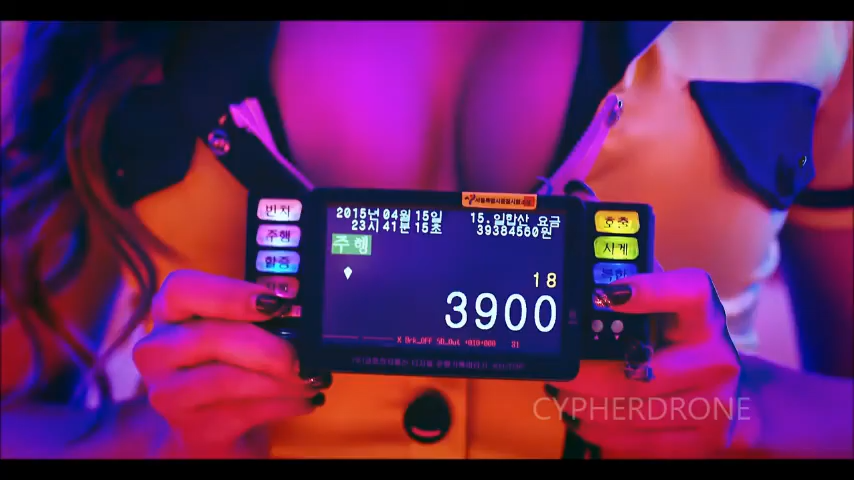 빈차
주행
할증
2015년 04월 15일
23시 41분 15초
15.일합산 요금
39384560원
주행
18
3900
호출
시계
복합
CYPHERDRONE